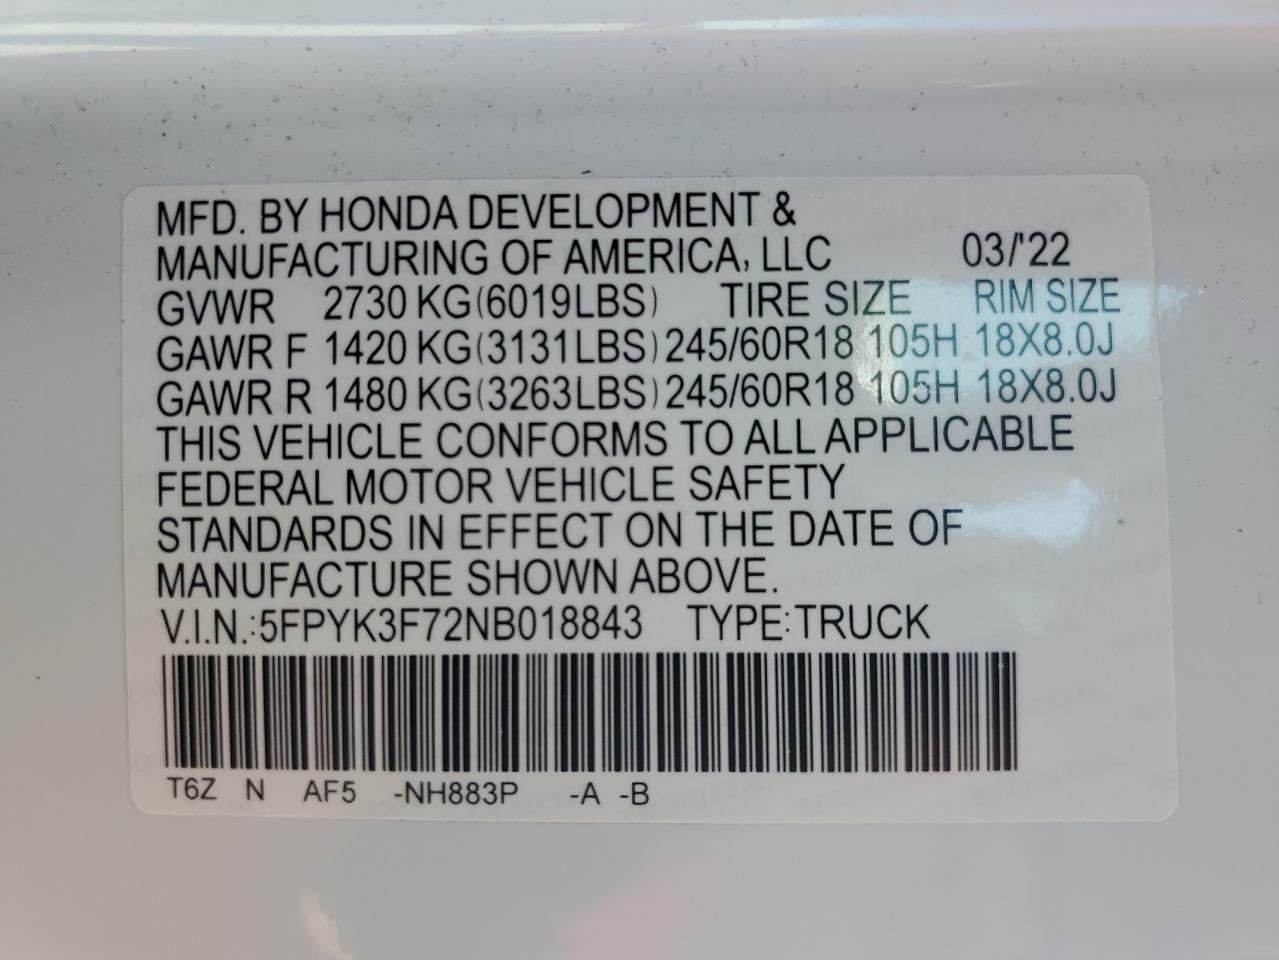 MFD. BY HONDA DEVELOPMENT &
MANUFACTURING OF AMERICA, LLC 03/'22
GVWR 2730 KG(6019LBS) TIRE SIZE RIM SIZE
GAWR F 1420 KG(3131LBS) 245/60R18 105H 18X8.0J
GAWR R 1480 KG(3263LBS) 245/60R18 105H 18X8.0J
THIS VEHICLE CONFORMS TO ALL APPLICABLE
FEDERAL MOTOR VEHICLE SAFETY
STANDARDS IN EFFECT ON THE DATE OF
MANUFACTURE SHOWN ABOVE.
V.I.N.:5FPYK3F72NB018843 TYPE:TRUCK
T6Z N AF5 -NH883P -A -B